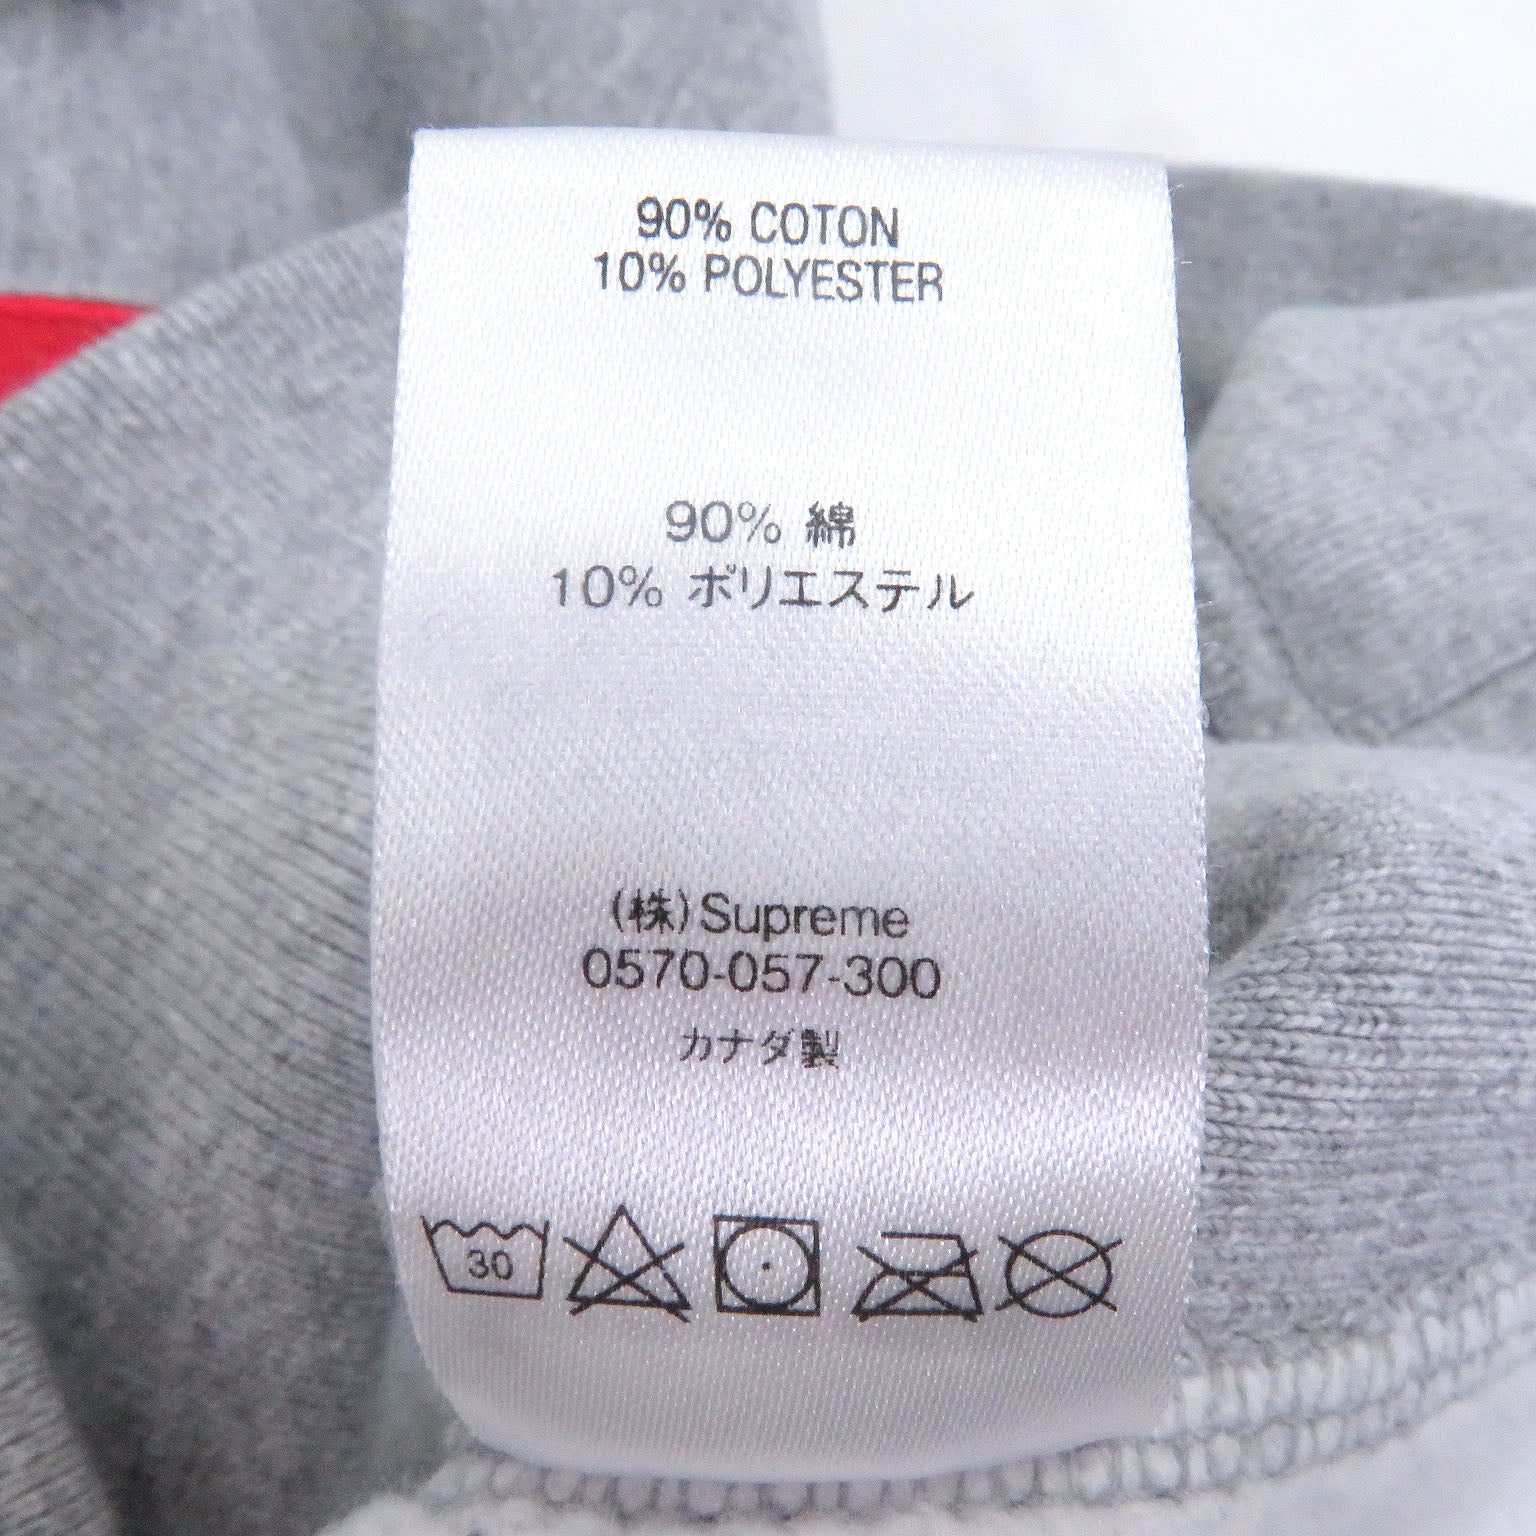 90% COTON
10% POLYESTER
90% 綿
10% ポリエステル
(株)Supreme
0570-057-300
カナダ製
30